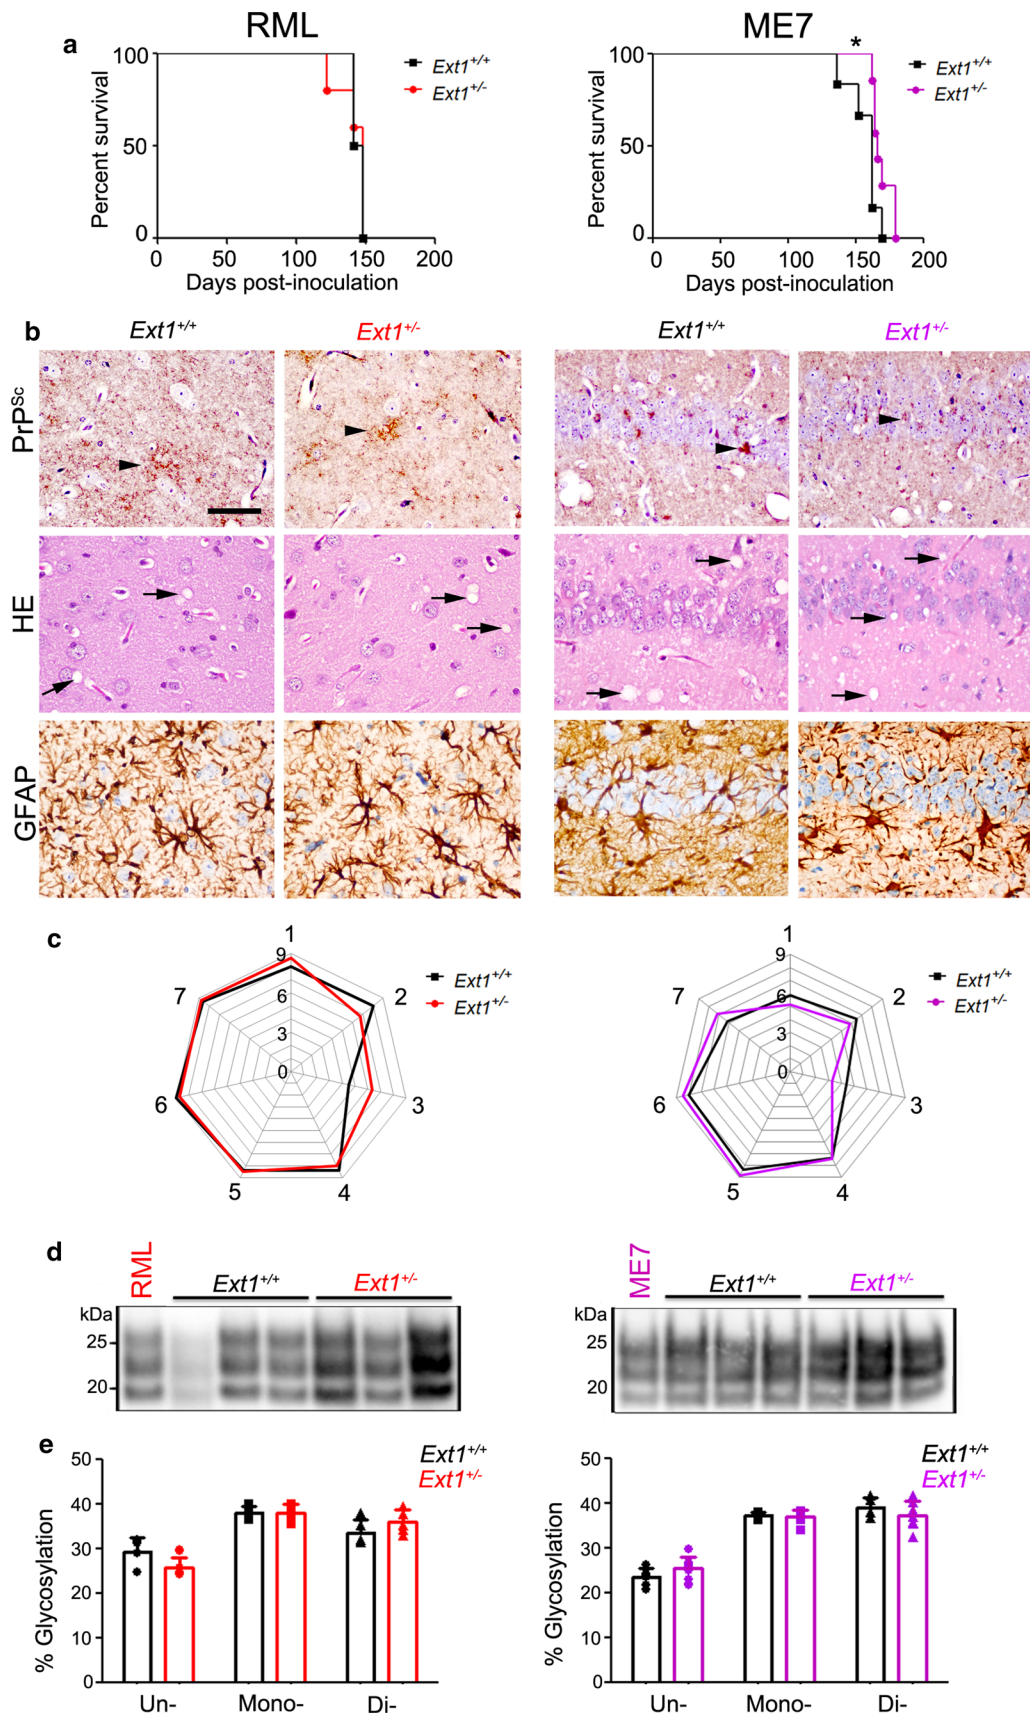 RML
ME7
a
100
50
0
Percent survival
0 50 100 150 200
Days post-inoculation
Ext1+/+
Ext1+/-
100
50
0
Percent survival
*
0 50 100 150 200
Days post-inoculation
Ext1+/+
Ext1+/-
b
Ext1+/+
Ext1+/-
Ext1+/+
Ext1+/-
PrPSc
HE
GFAP
c
1
2
3
4
5
6
7
9
6
3
0
Ext1+/+
Ext1+/-
1
2
3
4
5
6
7
9
6
3
0
Ext1+/+
Ext1+/-
d
RML
Ext1+/+
Ext1+/-
kDa
25
20
ME7
Ext1+/+
Ext1+/-
kDa
25
20
e
50
40
30
20
10
0
% Glycosylation
Ext1+/+
Ext1+/-
Un- Mono- Di-
50
40
30
20
10
0
% Glycosylation
Ext1+/+
Ext1+/-
Un- Mono- Di-